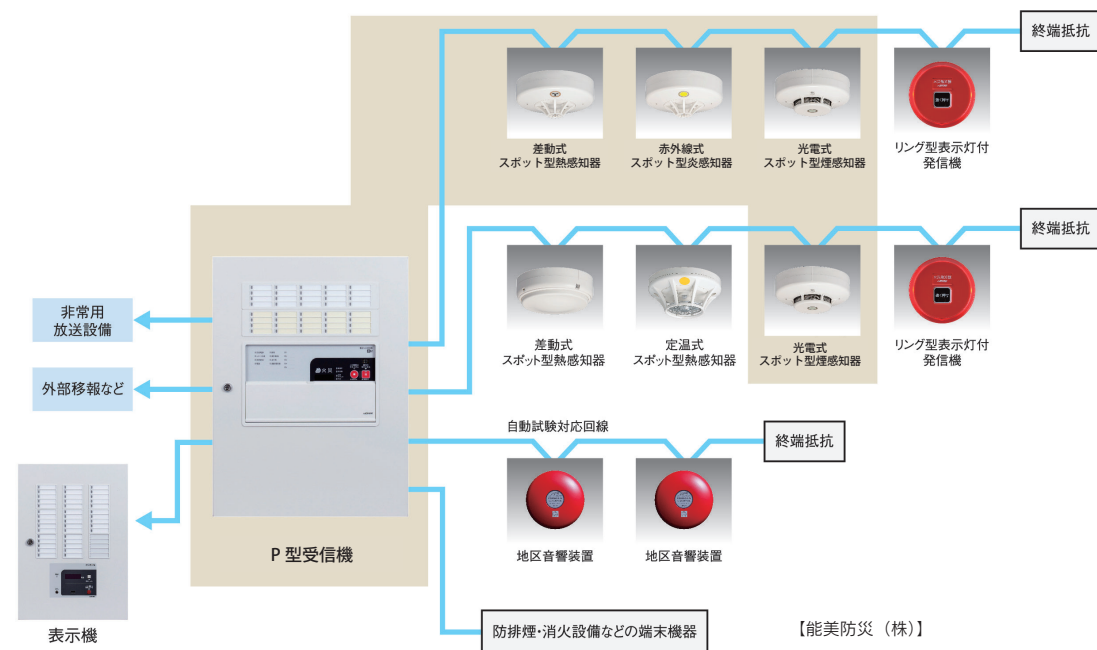 終端抵抗
差動式
スポット型熱感知器
赤外線式
スポット型炎感知器
光電式
スポット型煙感知器
リング型表示灯付
発信機
終端抵抗
差動式
スポット型熱感知器
定温式
スポット型熱感知器
光電式
スポット型煙感知器
リング型表示灯付
発信機
非常用
放送設備
外部移報など
火災
自動試験対応回線
終端抵抗
地区音響装置
地区音響装置
P 型受信機
表示機
防排煙・消火設備などの端末機器
【能美防災（株）】